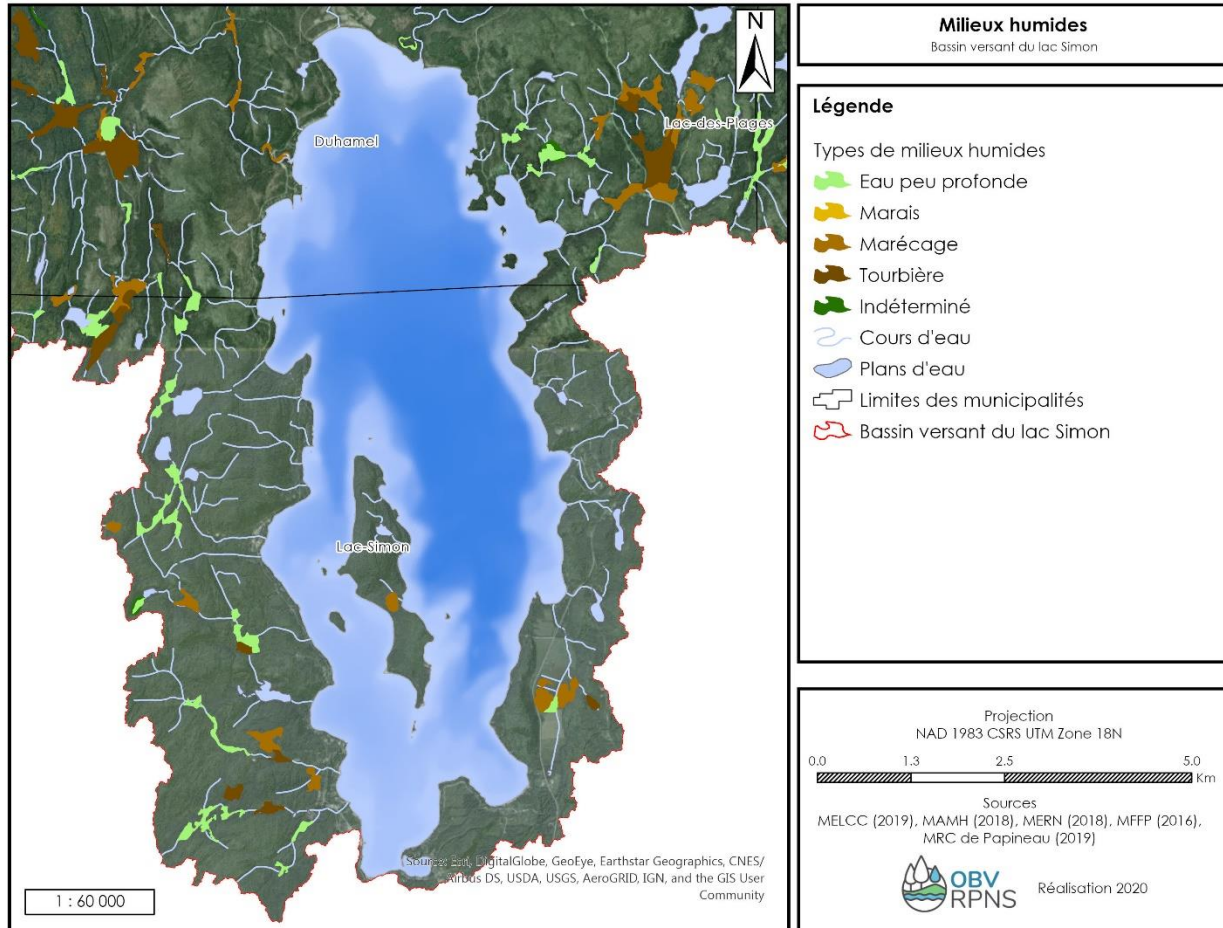 N
Duhamel
Lac-des-Plages
Lac-Simon
Source: Esri, DigitalGlobe, GeoEye, Earthstar Geographics, CNES/
Airbus DS, USDA, USGS, AeroGRID, IGN, and the GIS User
Community
1 : 60 000
Milieux humides
Bassin versant du lac Simon
Légende
Types de milieux humides
Eau peu profonde
Marais
Marécage
Tourbière
Indéterminé
Cours d'eau
Plans d'eau
Limites des municipalités
Bassin versant du lac Simon
Projection
NAD 1983 CSRS UTM Zone 18N
0.0 1.3 2.5 5.0
Km
Sources
MELCC (2019), MAMH (2018), MERN (2018), MFFP (2016),
MRC de Papineau (2019)
OBV
RPNS
Réalisation 2020